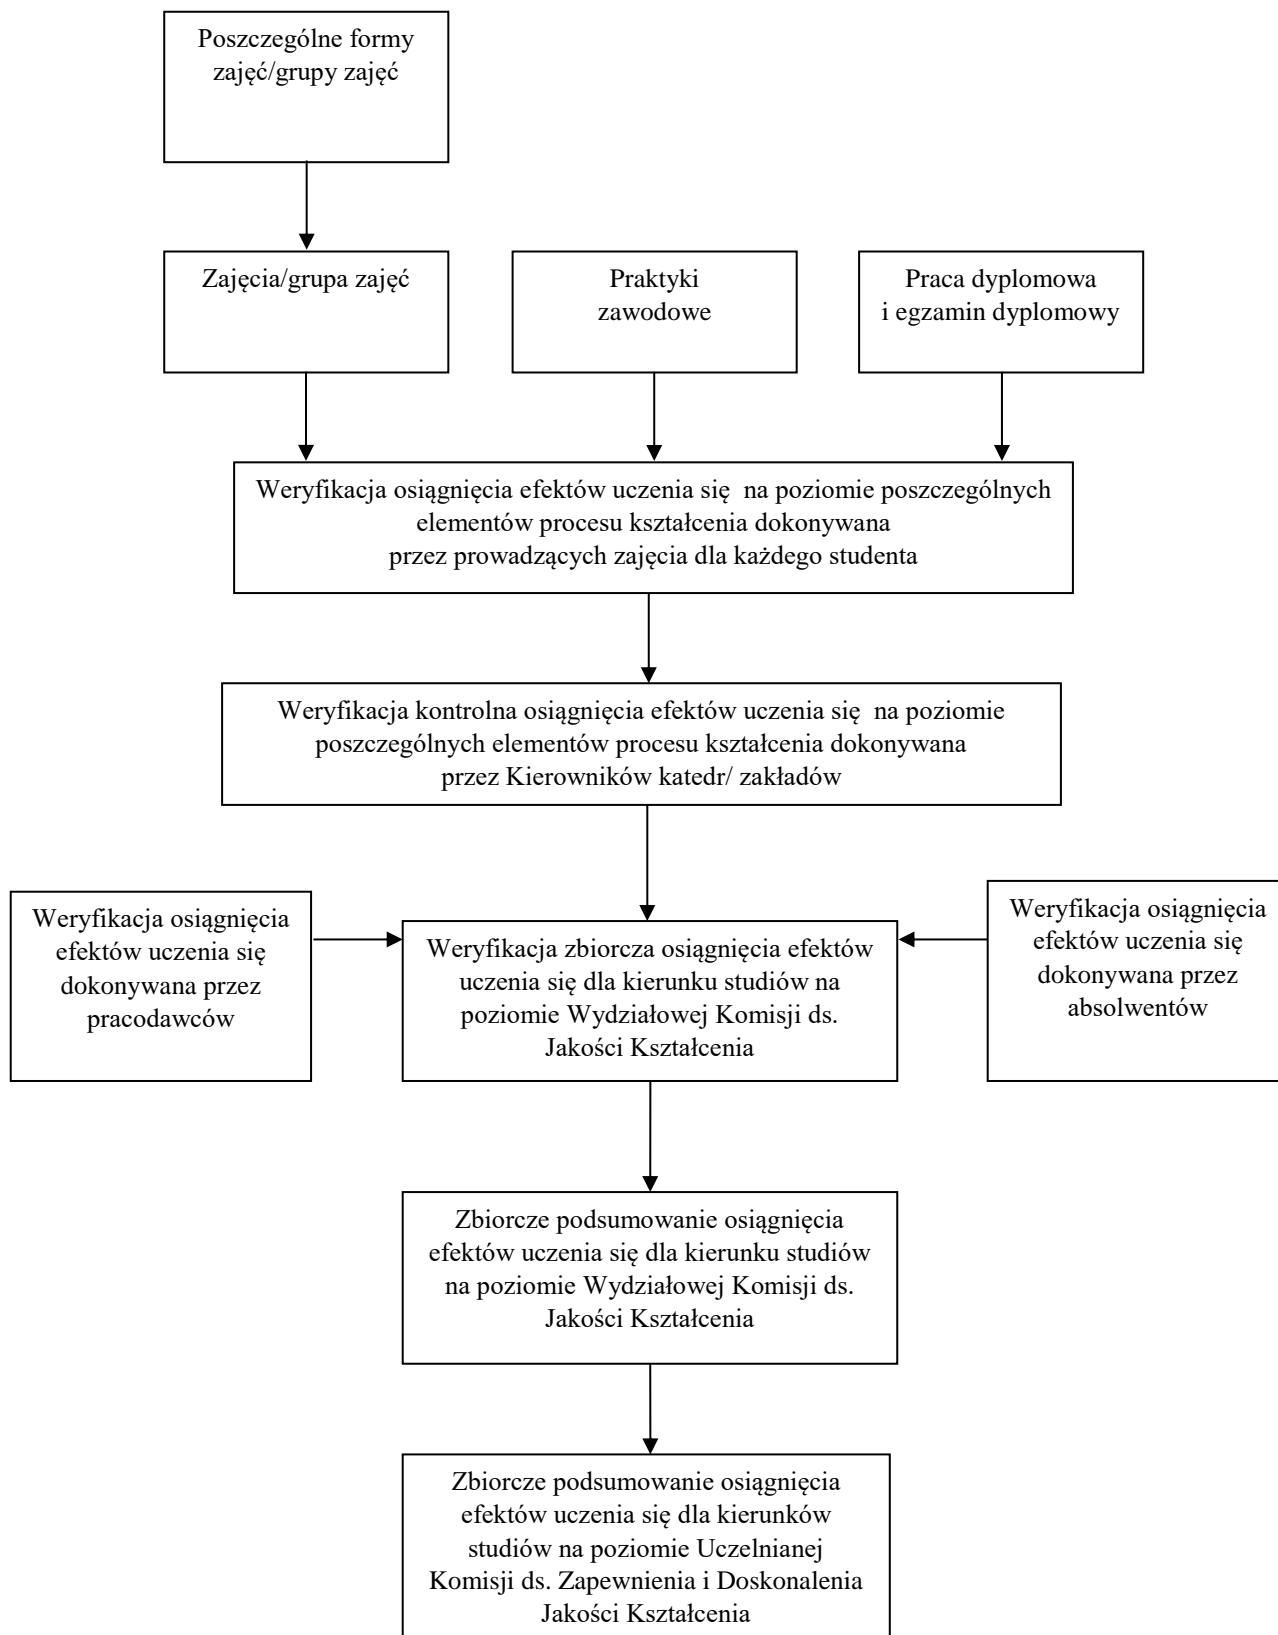 Poszczególne formy
zajęć/grupy zajęć
Zajęcia/grupa zajęć
Praktyki
zawodowe
Praca dyplomowa
i egzamin dyplomowy
Weryfikacja osiągnięcia efektów uczenia się  na poziomie poszczególnych
elementów procesu kształcenia dokonywana
przez prowadzących zajęcia dla każdego studenta
Weryfikacja kontrolna osiągnięcia efektów uczenia się  na poziomie
poszczególnych elementów procesu kształcenia dokonywana
przez Kierowników katedr/ zakładów
Weryfikacja osiągnięcia
efektów uczenia się
dokonywana przez
pracodawców
Weryfikacja zbiorcza osiągnięcia efektów
uczenia się dla kierunku studiów na
poziomie Wydziałowej Komisji ds.
Jakości Kształcenia
Weryfikacja osiągnięcia
efektów uczenia się
dokonywana przez
absolwentów
Zbiorcze podsumowanie osiągnięcia
efektów uczenia się dla kierunku studiów
na poziomie Wydziałowej Komisji ds.
Jakości Kształcenia
Zbiorcze podsumowanie osiągnięcia
efektów uczenia się dla kierunków
studiów na poziomie Uczelnianej
Komisji ds. Zapewnienia i Doskonalenia
Jakości Kształcenia